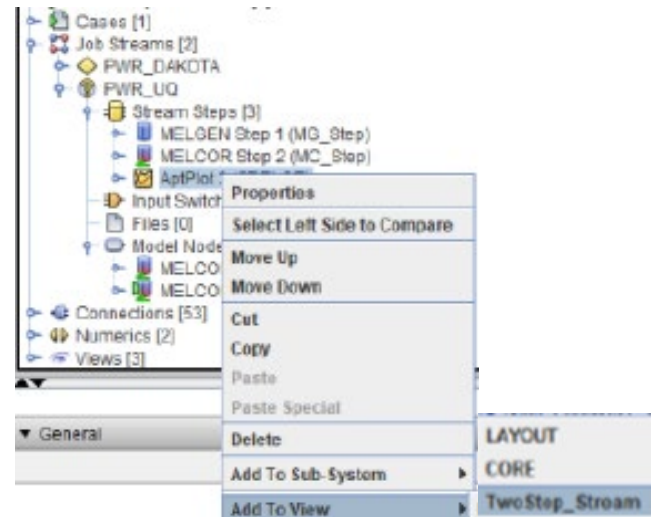 Cases [1]
Job Streams [2]
PWR_DAKOTA
PWR_UQ
Stream Steps [3]
MELGEN Step 1 (MG_Step)
MELCOR Step 2 (MC_Step)
AptPlot
Input Switch
Files [0]
Model Node
MELCO
MELCO
Connections [53]
Numerics [2]
Views [3]
Properties
Select Left Side to Compare
Move Up
Move Down
Cut
Copy
Paste
Paste Special
Delete
Add To Sub-System
Add To View
General
LAYOUT
CORE
TwoStep_Stream